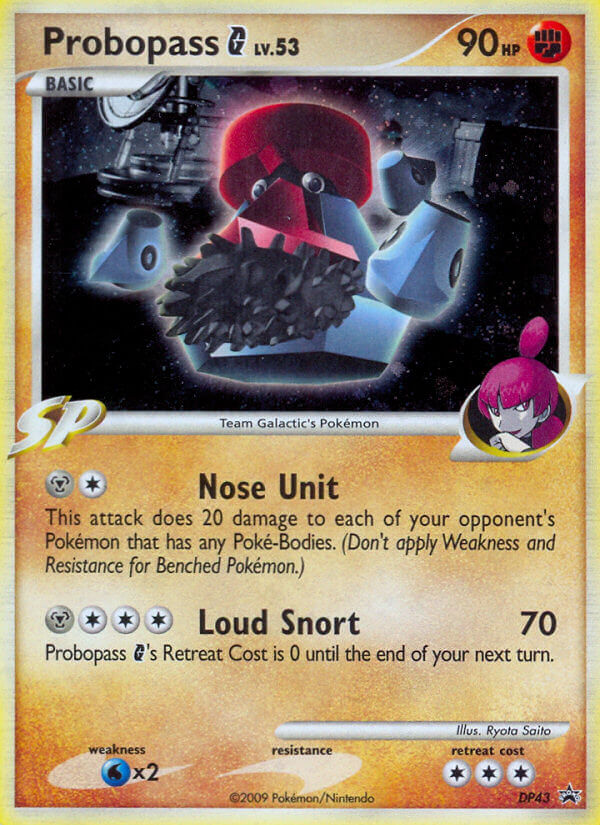 Probopass G LV.53 90 HP
BASIC
SP
Team Galactic's Pokémon
Nose Unit
This attack does 20 damage to each of your opponent's
Pokémon that has any Poké-Bodies. (Don't apply Weakness and
Resistance for Benched Pokémon.)
Loud Snort 70
Probopass G's Retreat Cost is 0 until the end of your next turn.
Illus. Ryota Saito
weakness resistance retreat cost
x2
©2009 Pokémon/Nintendo DP43